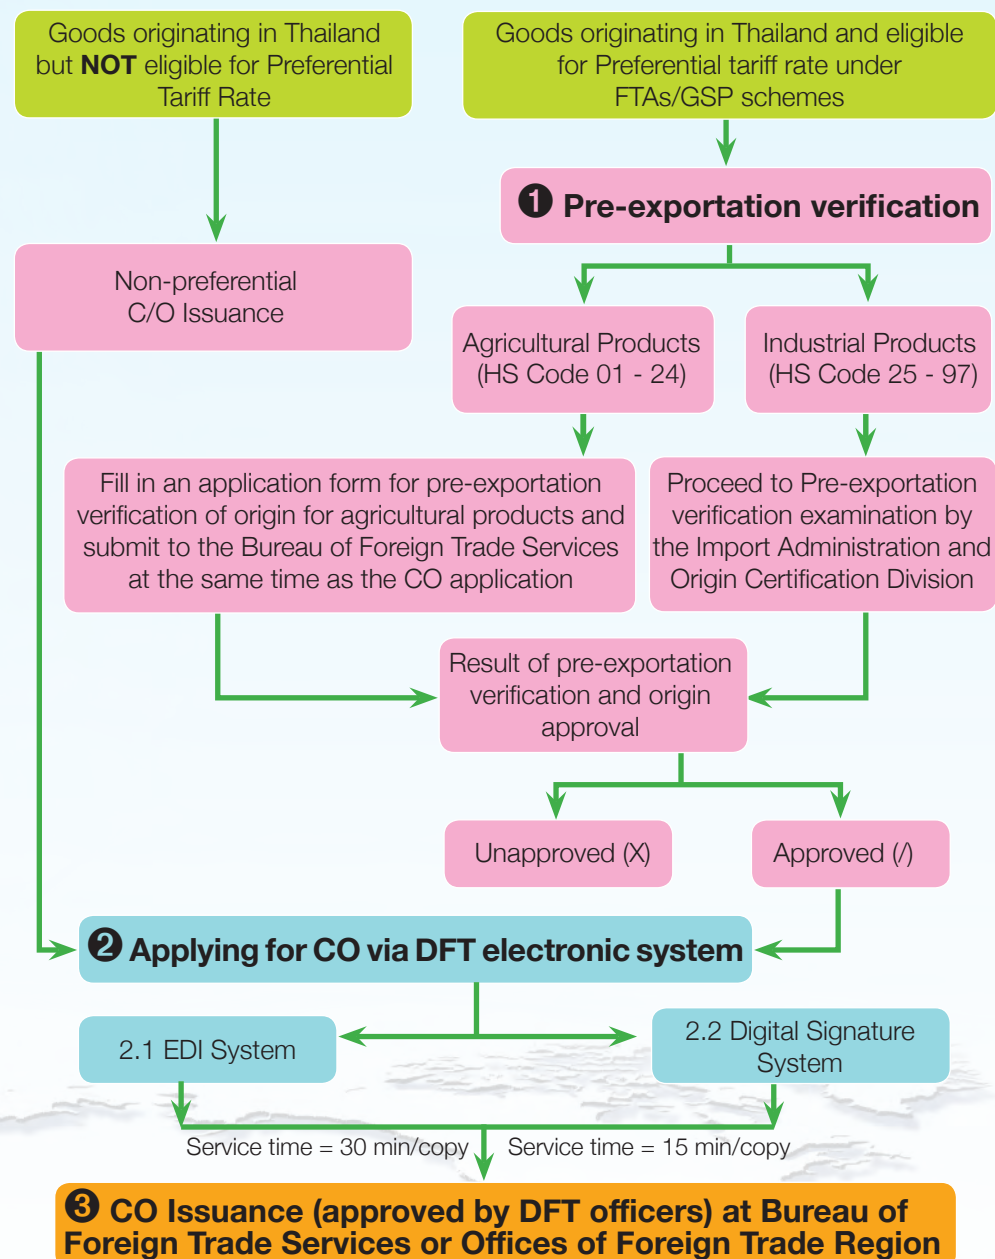 Goods originating in Thailand
but NOT eligible for Preferential
Tariff Rate
Goods originating in Thailand and eligible
for Preferential tariff rate under
FTAs/GSP schemes
❶ Pre-exportation verification
Non-preferential
C/O Issuance
Agricultural Products
(HS Code 01 - 24)
Industrial Products
(HS Code 25 - 97)
Fill in an application form for pre-exportation
verification of origin for agricultural products and
submit to the Bureau of Foreign Trade Services
at the same time as the CO application
Proceed to Pre-exportation
verification examination by
the Import Administration and
Origin Certification Division
Result of pre-exportation
verification and origin
approval
Unapproved (X)
Approved (/)
❷ Applying for CO via DFT electronic system
2.1 EDI System
2.2 Digital Signature
System
Service time = 30 min/copy
Service time = 15 min/copy
❸ CO Issuance (approved by DFT officers) at Bureau of
Foreign Trade Services or Offices of Foreign Trade Region